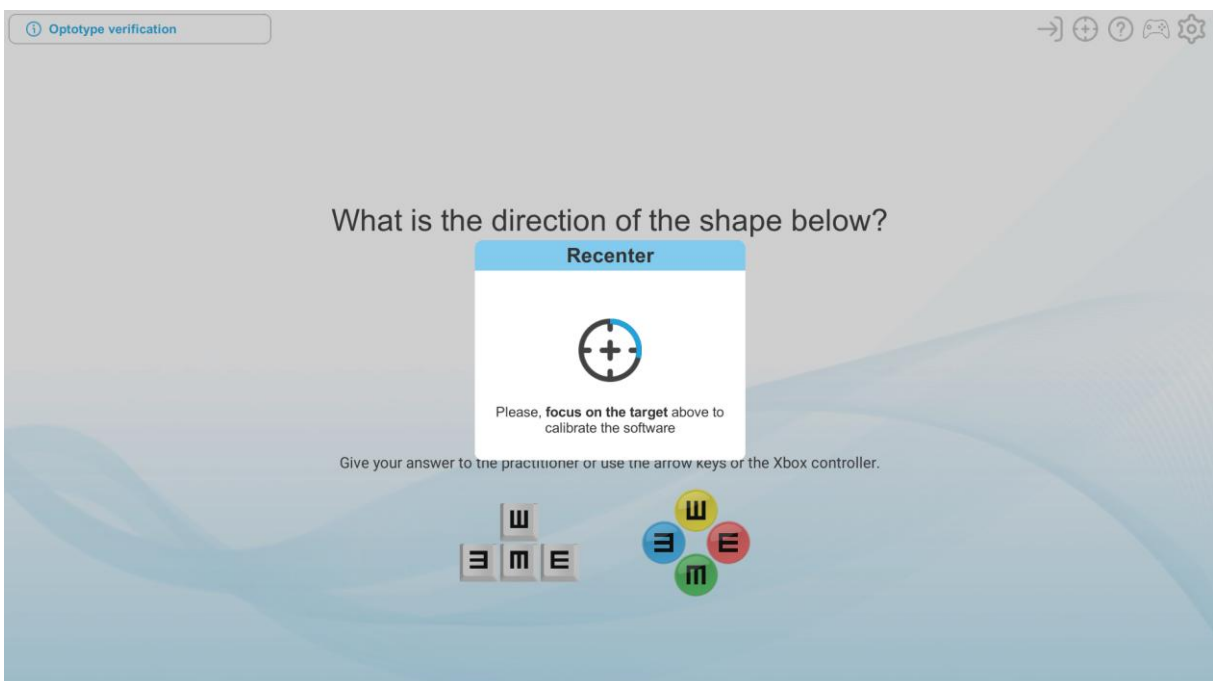 Optotype verification
What is the direction of the shape below?
Recenter
Please, focus on the target above to
calibrate the software
Give your answer to the practitioner or use the arrow keys or the Xbox controller.